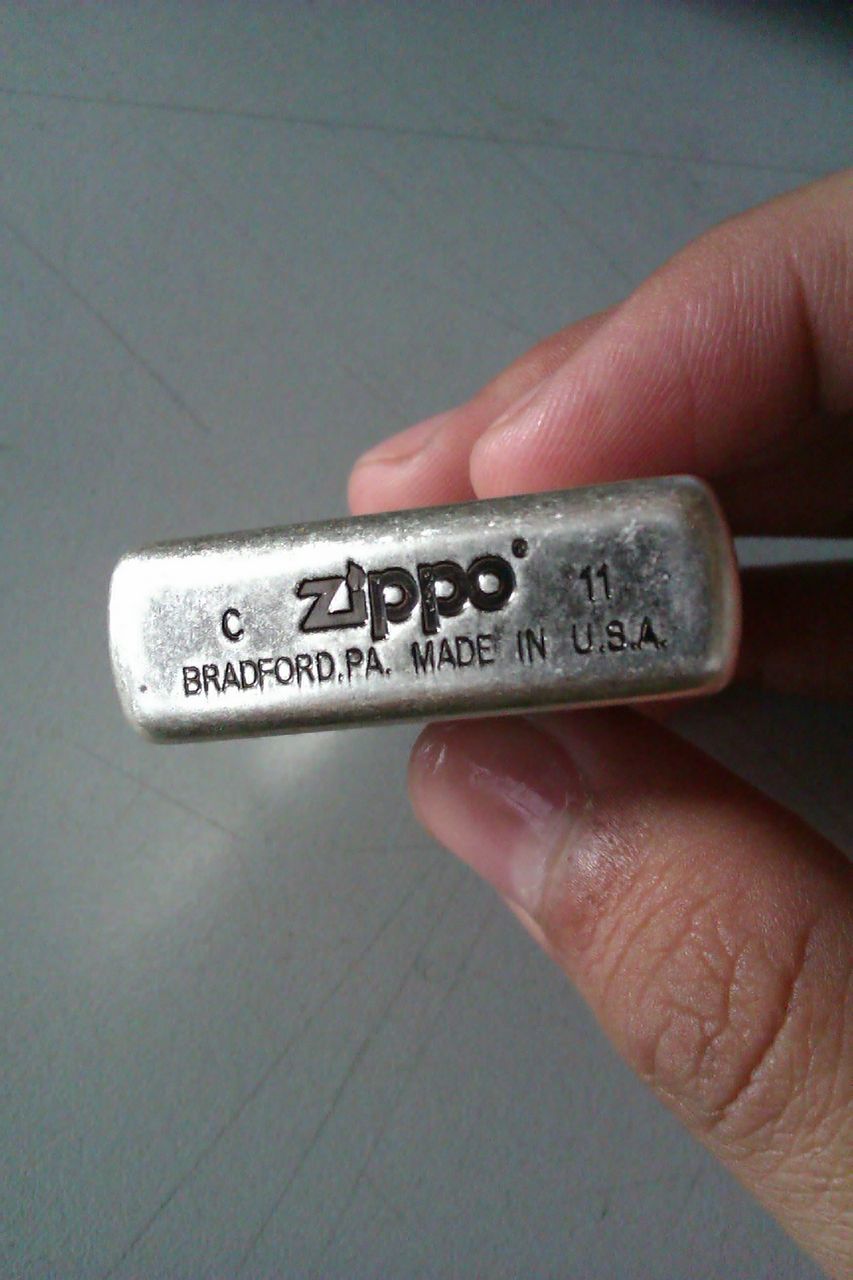 C zippo® 11
BRADFORD,PA. MADE IN U.S.A.